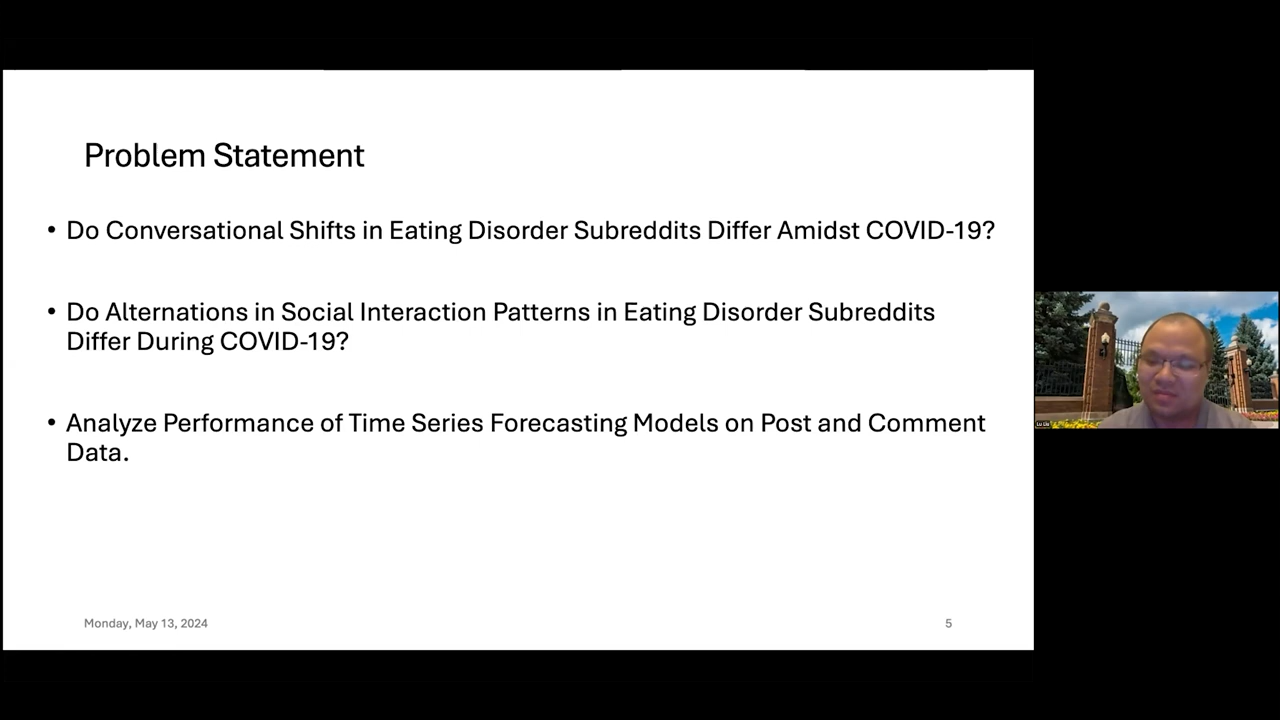 Problem Statement
• Do Conversational Shifts in Eating Disorder Subreddits Differ Amidst COVID-19?
• Do Alternations in Social Interaction Patterns in Eating Disorder Subreddits
Differ During COVID-19?
• Analyze Performance of Time Series Forecasting Models on Post and Comment
Data.
Monday, May 13, 2024
5